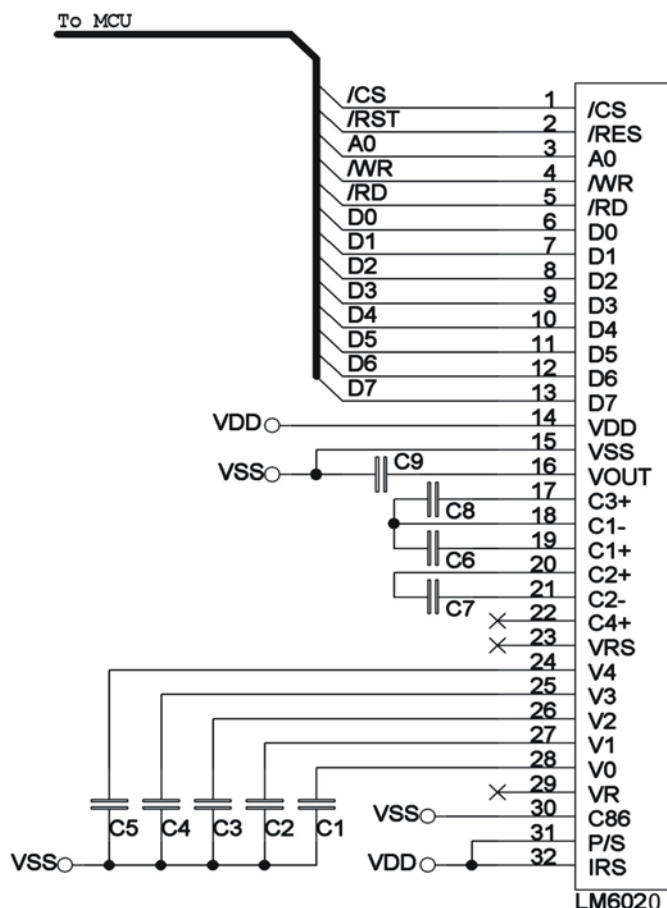 To MCU
/CS 1 /CS
/RST 2 /RES
A0 3 A0
/WR 4 /WR
/RD 5 /RD
D0 6 D0
D1 7 D1
D2 8 D2
D3 9 D3
D4 10 D4
D5 11 D5
D6 12 D6
D7 13 D7
VDD 14 VDD
15 VSS
VSS C9 16 VOUT
17 C3+
C8 18 C1-
19 C1+
C6 20 C2+
21 C2-
C7 22 C4+
23 VRS
24 V4
25 V3
26 V2
27 V1
28 V0
29 VR
VSS 30 C86
C5 C4 C3 C2 C1
31 P/S
VSS VDD 32 IRS
LM6020